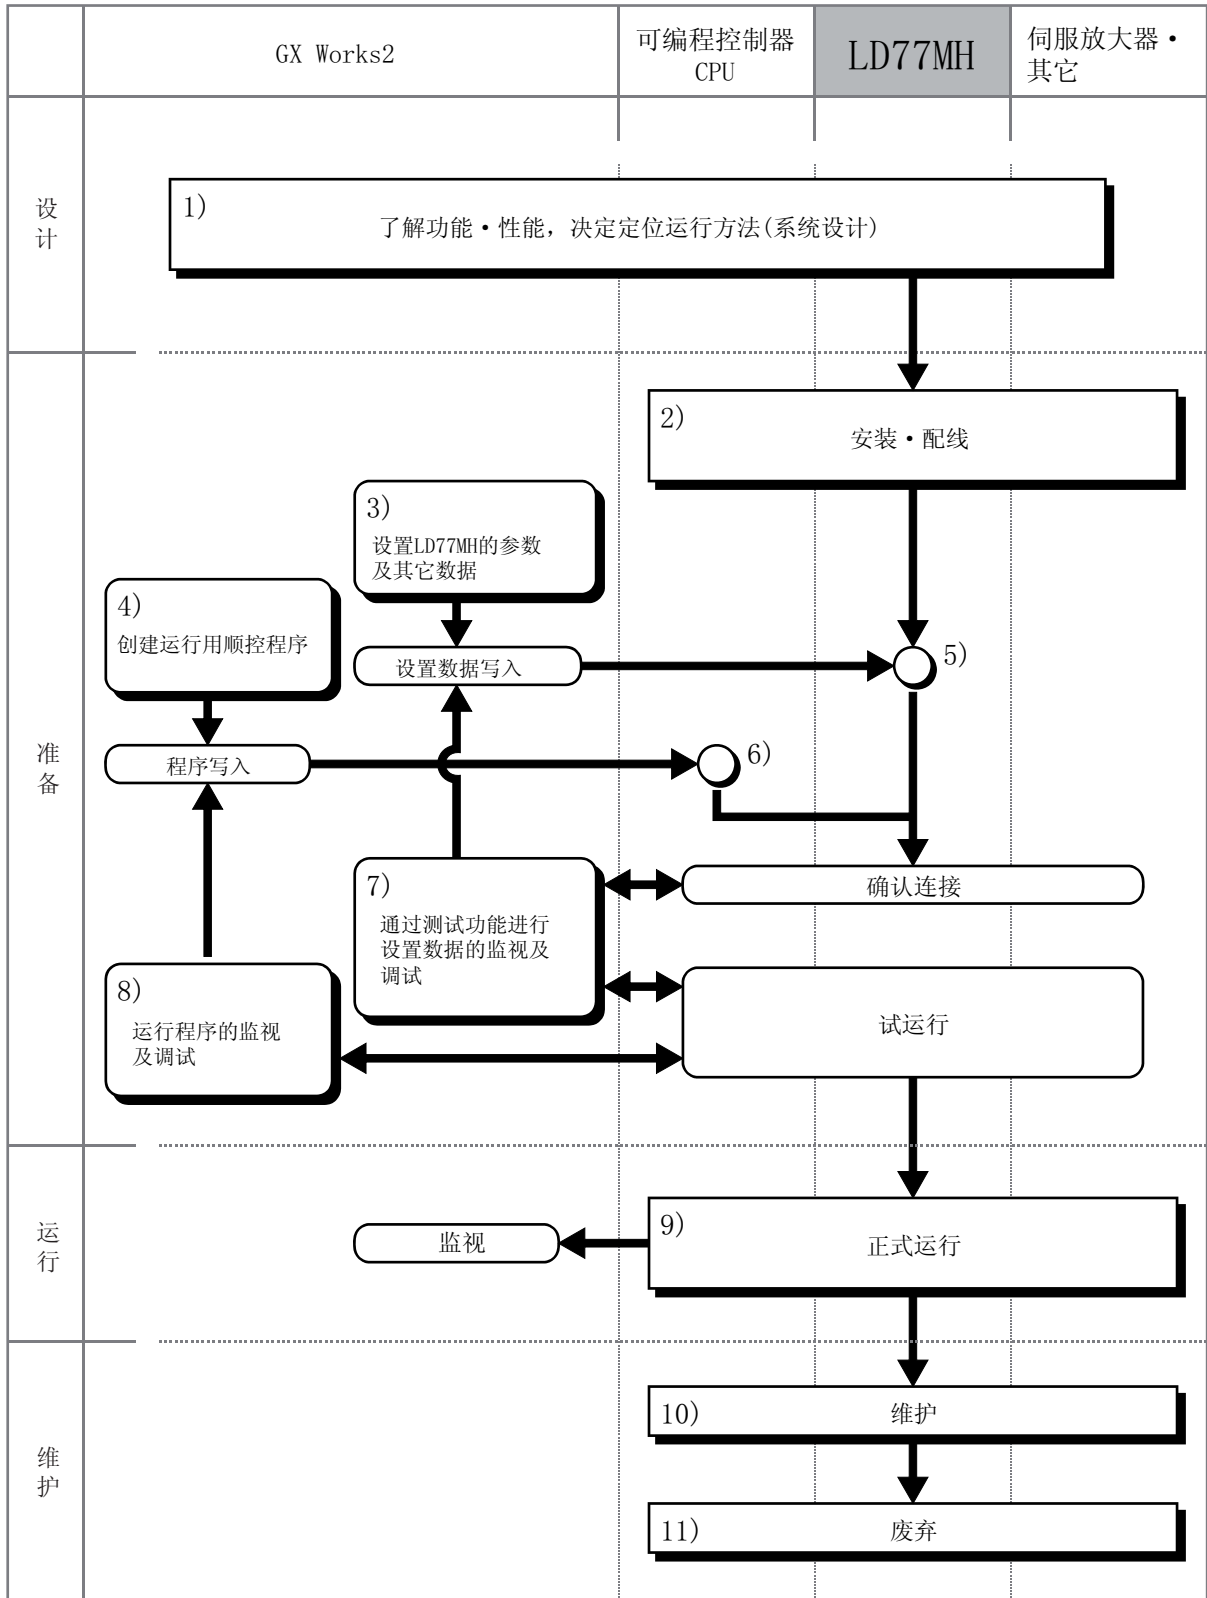 GX Works2
可编程控制器
CPU
LD77MH
伺服放大器·
其它
设
计
1)
了解功能·性能，决定定位运行方法(系统设计)
准
备
2)
安装·配线
3)
设置LD77MH的参数
及其它数据
4)
创建运行用顺控程序
设置数据写入
5)
程序写入
6)
7)
通过测试功能进行
设置数据的监视及
调试
确认连接
8)
运行程序的监视
及调试
试运行
运
行
监视
9)
正式运行
维
护
10)
维护
11)
废弃